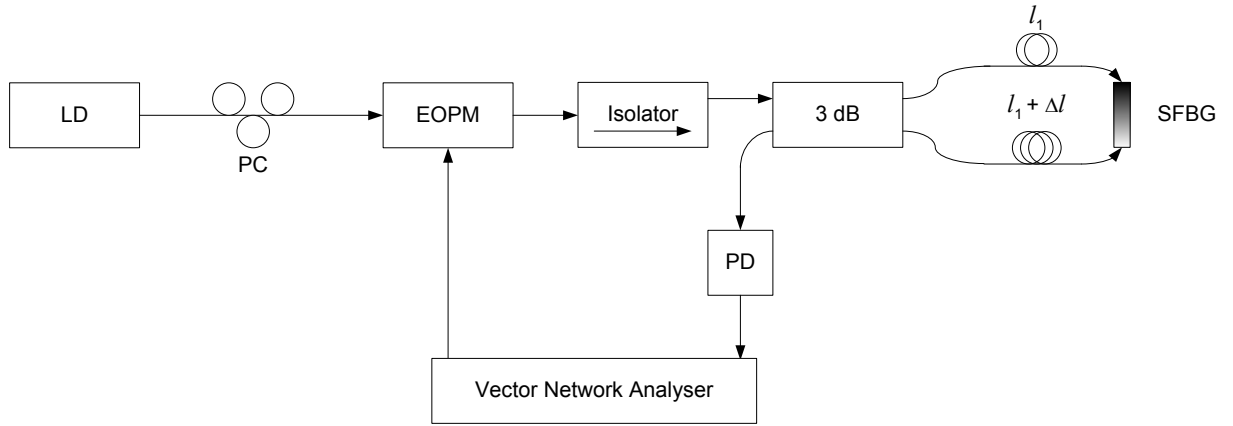 LD
PC
EOPM
Isolator
3 dB
l₁
l₁ + Δl
SFBG
PD
Vector Network Analyser